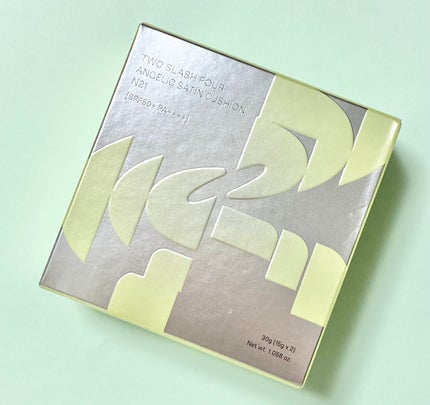 TWO SLASH FOUR
ANGELIC SATIN CUSHION
N21
[SPF50+ PA++++]
30g (15g x 2)
Net wt. 1.058 oz.